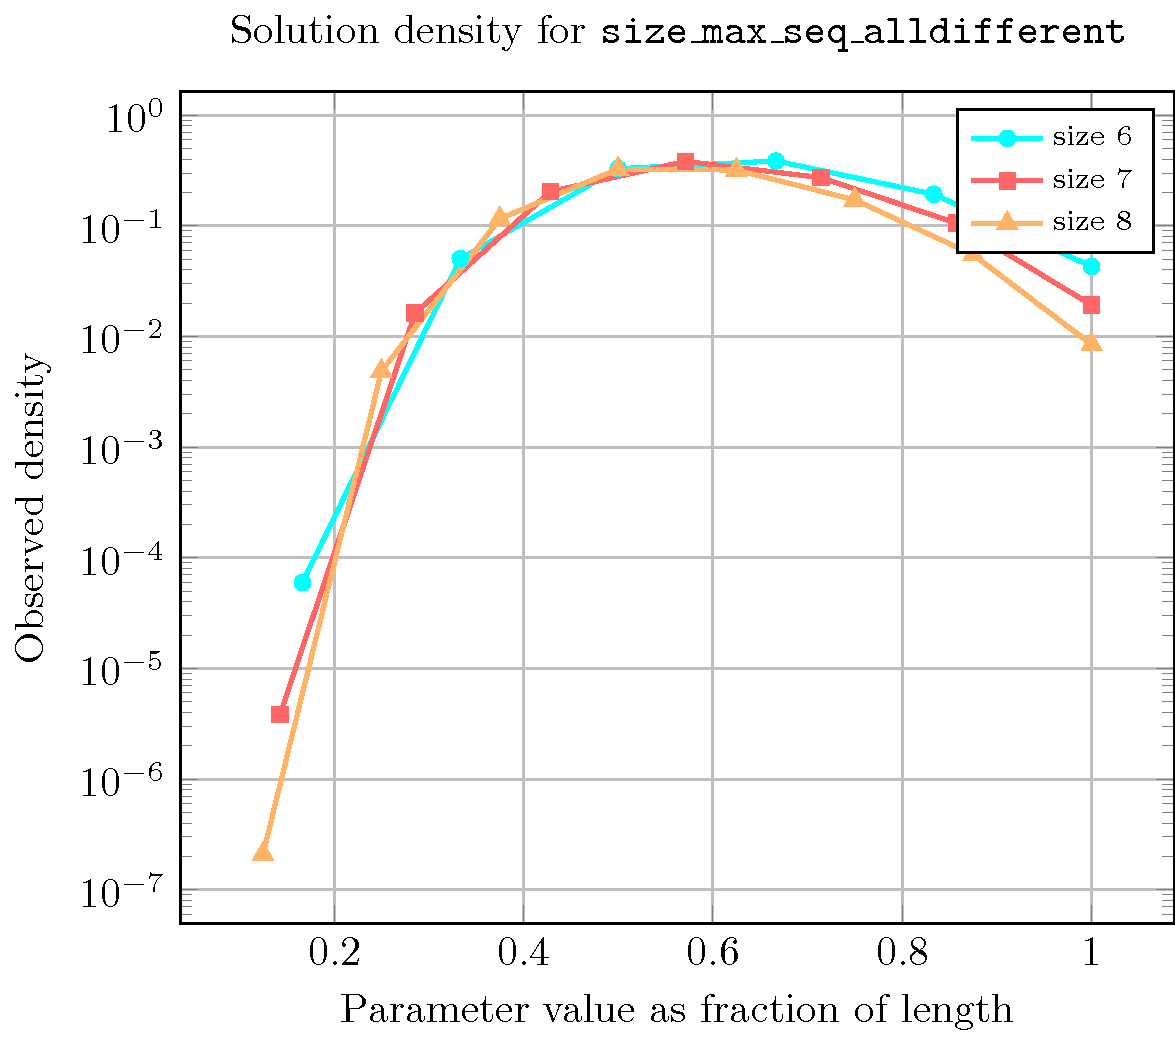 Solution density for size_max_seq_alldifferent
10⁰
10⁻¹
10⁻²
10⁻³
10⁻⁴
10⁻⁵
10⁻⁶
10⁻⁷
Observed density
size 6
size 7
size 8
0.2 0.4 0.6 0.8 1
Parameter value as fraction of length